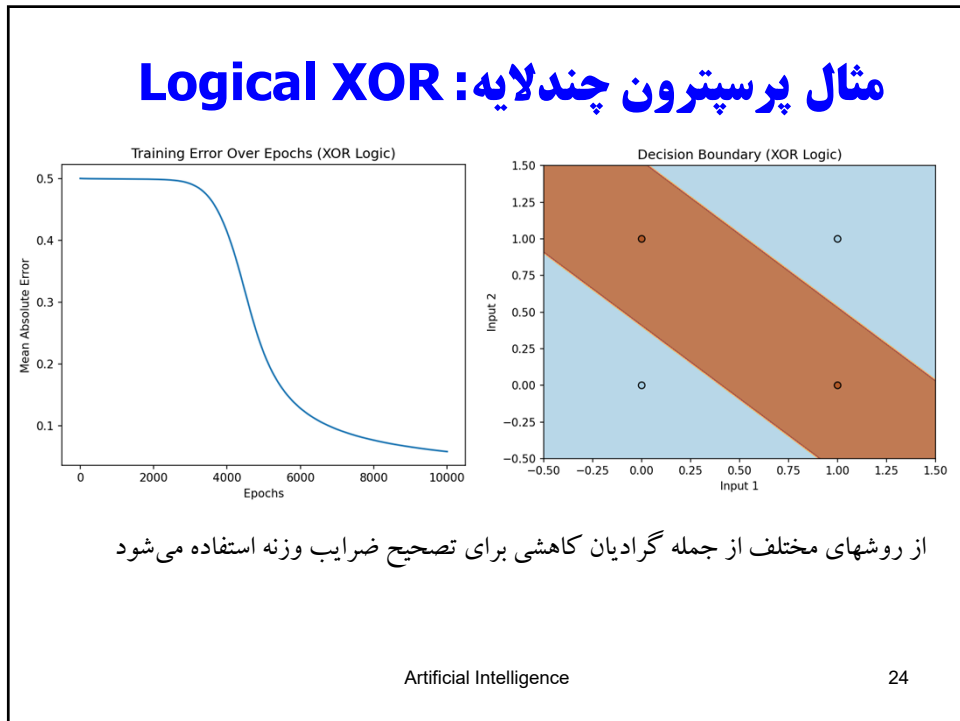 مثال پرسپترون چندلایه: Logical XOR
Training Error Over Epochs (XOR Logic)
0.5
0.4
0.3
0.2
0.1
Mean Absolute Error
0 2000 4000 6000 8000 10000
Epochs
Decision Boundary (XOR Logic)
1.50
1.25
1.00
0.75
0.50
0.25
0.00
−0.25
−0.50
Input 2
−0.50 −0.25 0.00 0.25 0.50 0.75 1.00 1.25 1.50
Input 1
از روشهای مختلف از جمله گرادیان کاهشی برای تصحیح ضرایب وزنه استفاده می‌شود
Artificial Intelligence 24